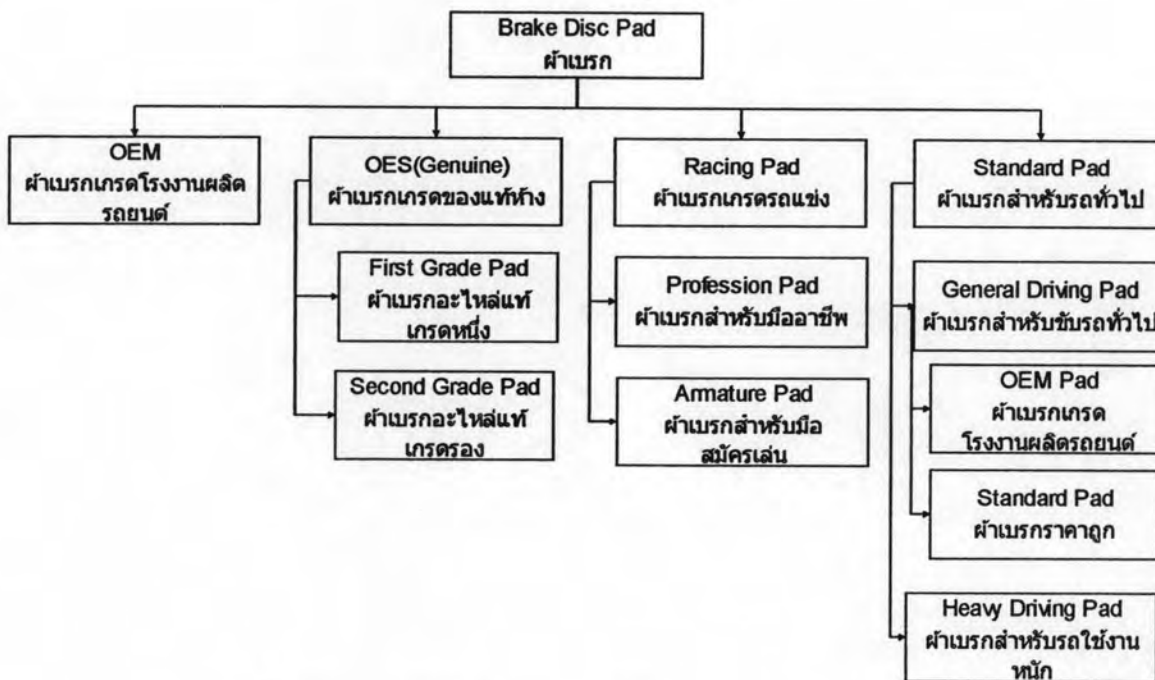 Brake Disc Pad
ผ้าเบรก
OEM
ผ้าเบรกเกรดโรงงานผลิต
รถยนต์
OES(Genuine)
ผ้าเบรกเกรดของแท้ห้าง
First Grade Pad
ผ้าเบรกอะไหล่แท้
เกรดหนึ่ง
Second Grade Pad
ผ้าเบรกอะไหล่แท้
เกรดรอง
Racing Pad
ผ้าเบรกเกรดรถแข่ง
Profession Pad
ผ้าเบรกสำหรับมืออาชีพ
Armature Pad
ผ้าเบรกสำหรับมือ
สมัครเล่น
Standard Pad
ผ้าเบรกสำหรับรถทั่วไป
General Driving Pad
ผ้าเบรกสำหรับขับรถทั่วไป
OEM Pad
ผ้าเบรกเกรด
โรงงานผลิตรถยนต์
Standard Pad
ผ้าเบรกราคาถูก
Heavy Driving Pad
ผ้าเบรกสำหรับรถใช้งาน
หนัก